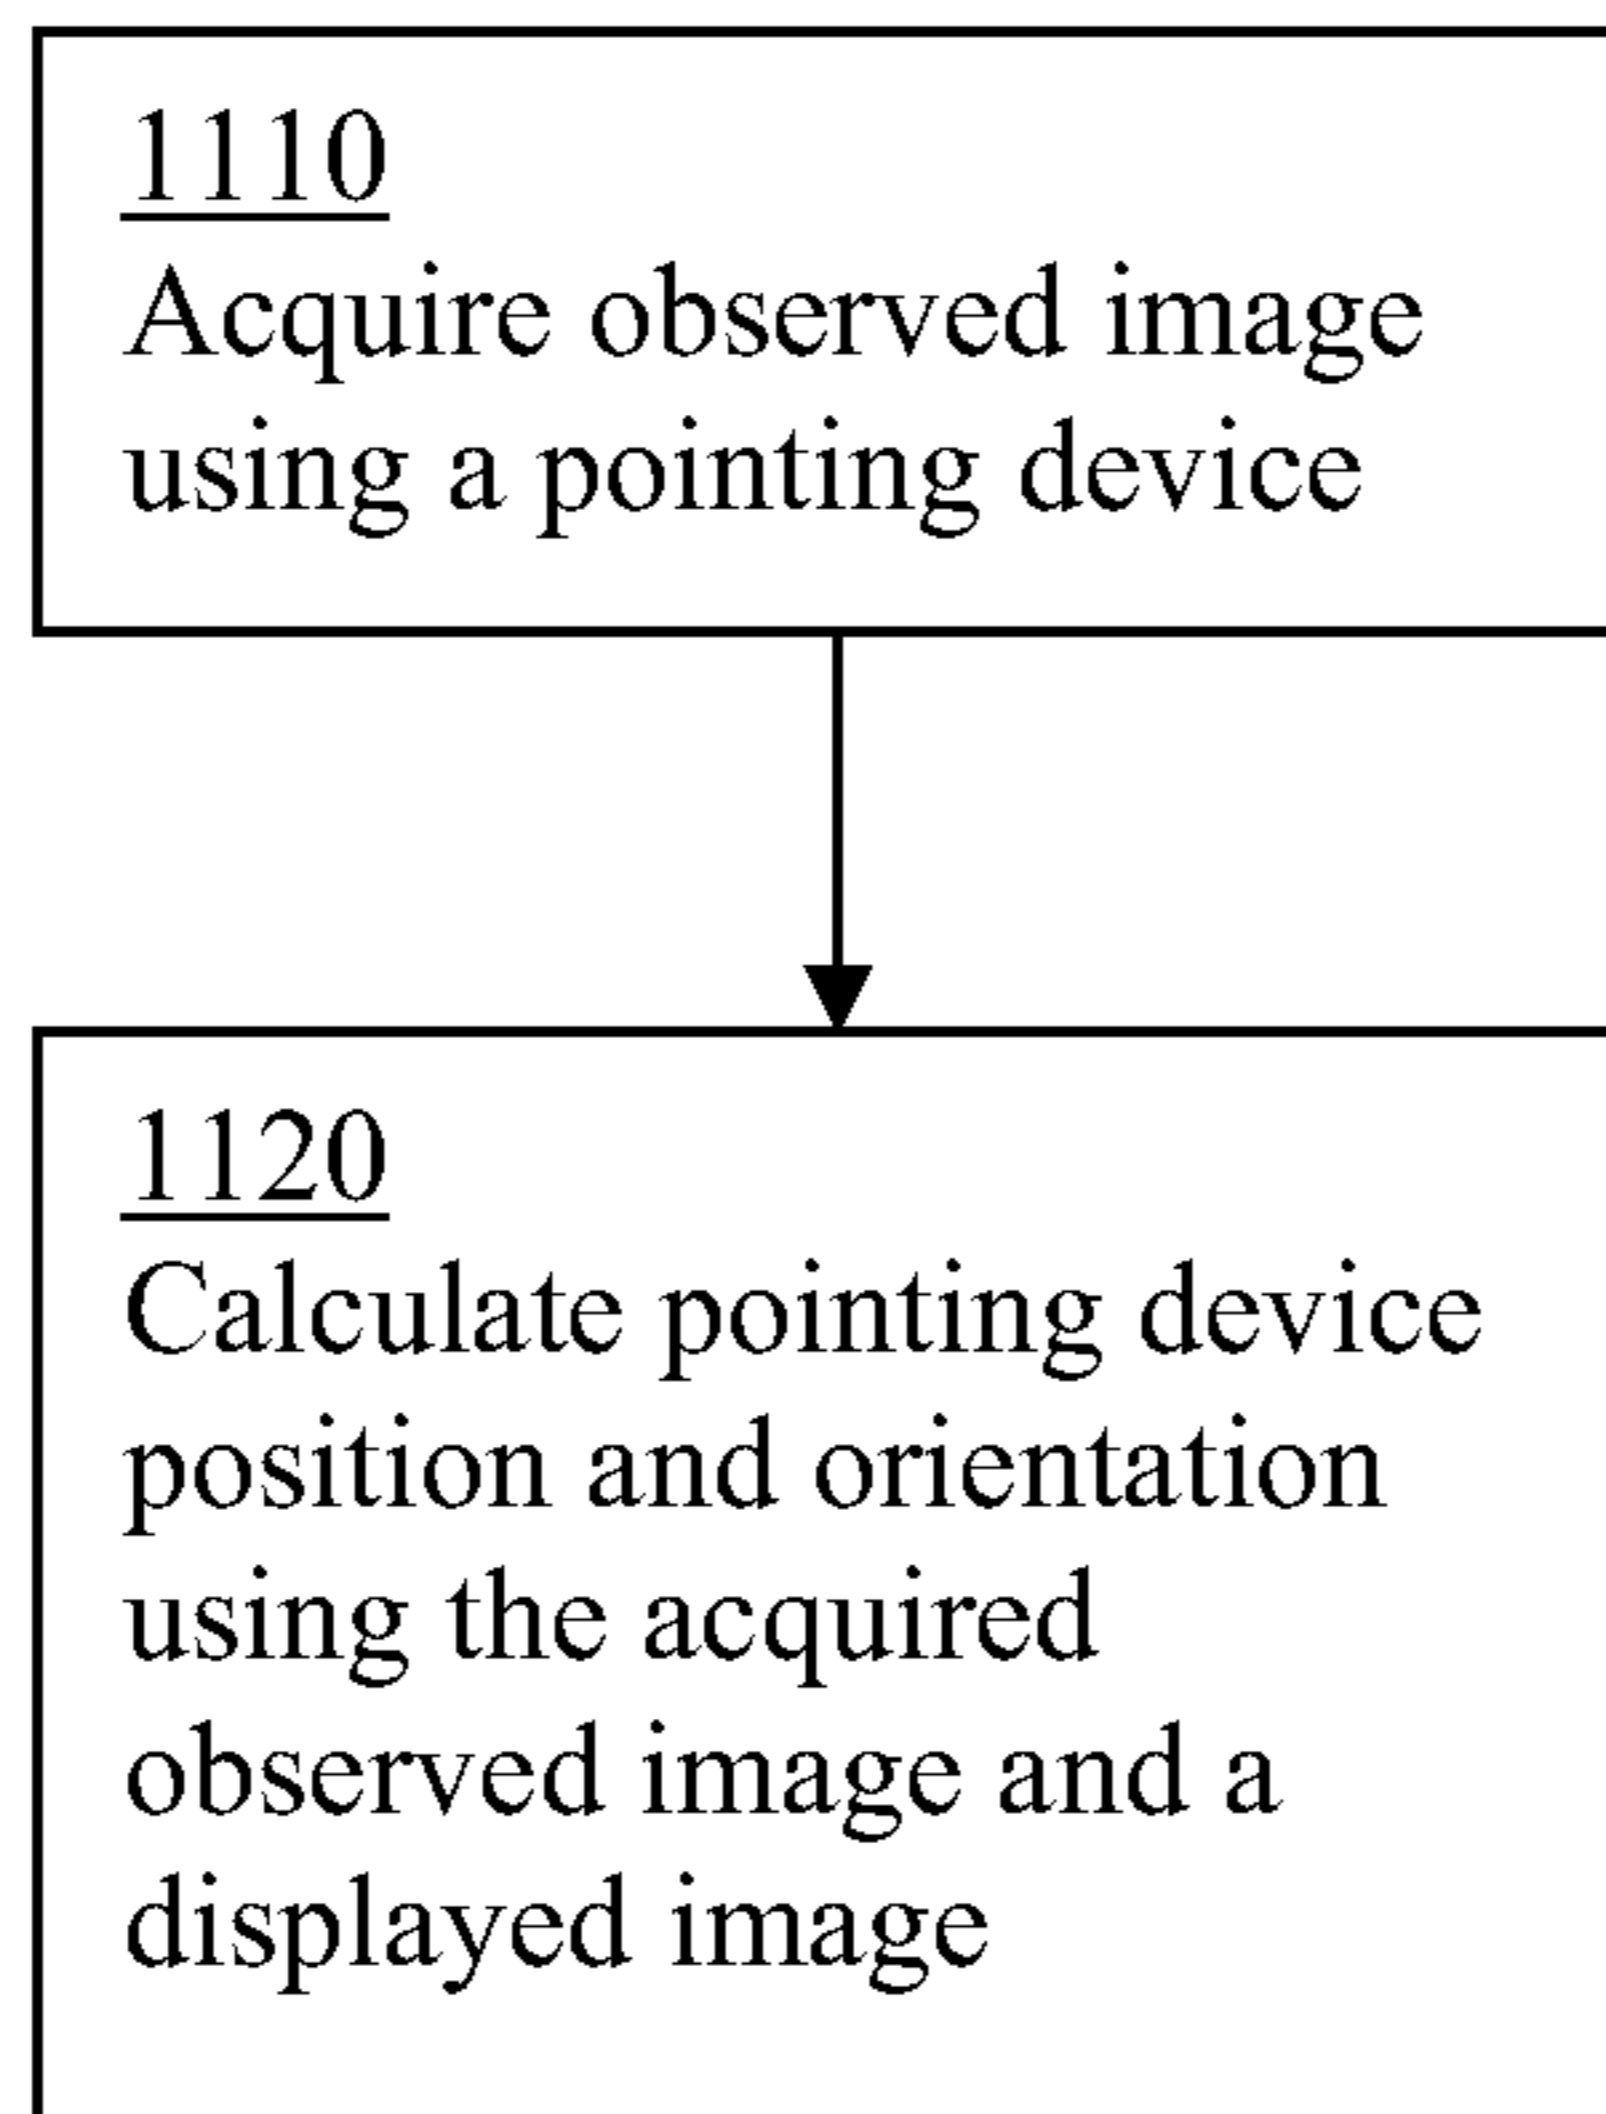 1110
Acquire observed image
using a pointing device
1120
Calculate pointing device
position and orientation
using the acquired
observed image and a
displayed image